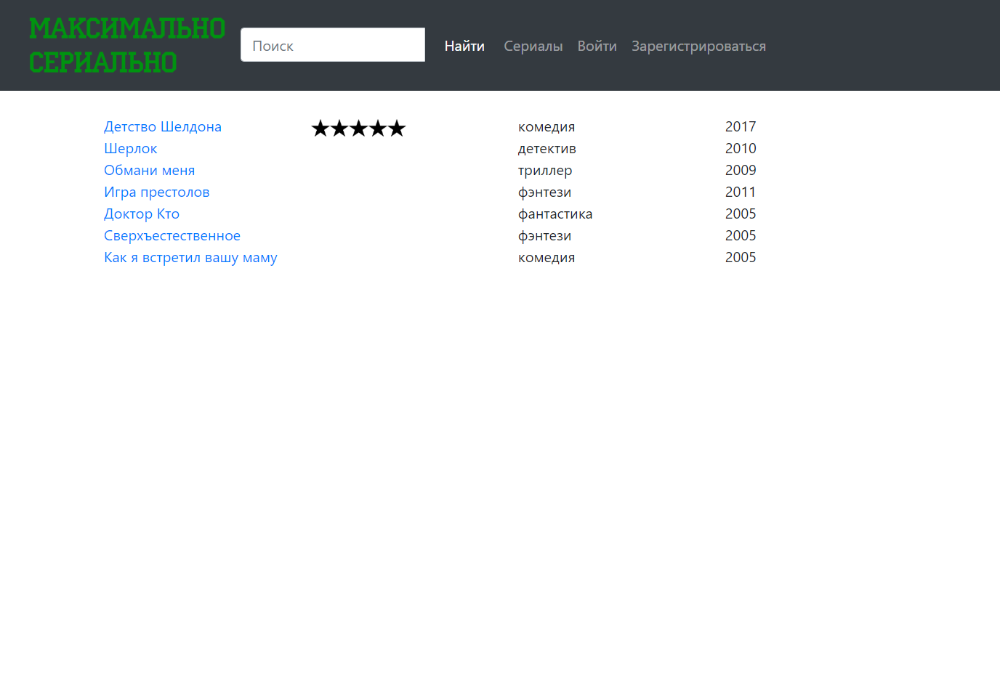 МАКСИМАЛЬНО
СЕРИАЛЬНО
Поиск Найти Сериалы Войти Зарегистрироваться
Детство Шелдона ★★★★★ комедия 2017
Шерлок детектив 2010
Обмани меня триллер 2009
Игра престолов фэнтези 2011
Доктор Кто фантастика 2005
Сверхъестественное фэнтези 2005
Как я встретил вашу маму комедия 2005